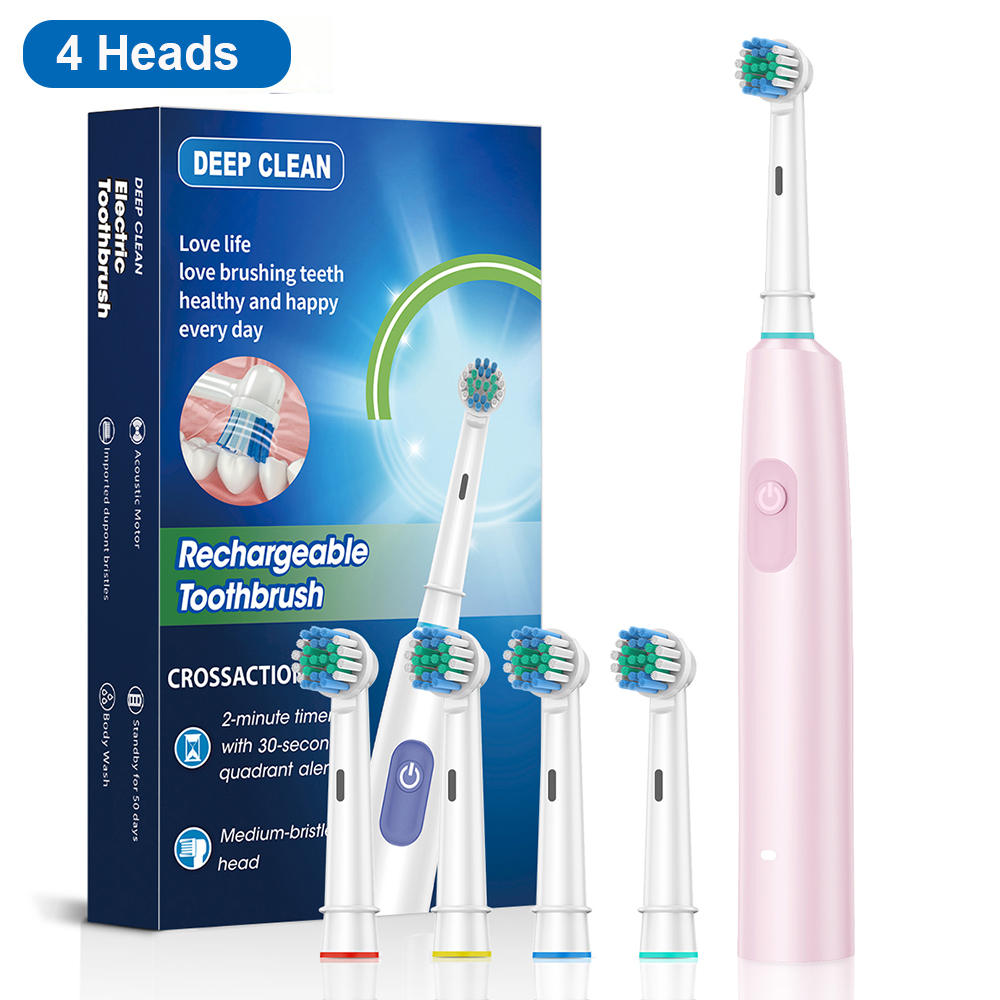 4 Heads
DEEP CLEAN
Love life
love brushing teeth
healthy and happy
every day
Rechargeable
Toothbrush
CROSSACTION
2-minute timer
with 30-secon
quadrant aler
Medium-bristle
head
DEEP CLEAN
Electric
Toothbrush
Acoustic Motor
Imported dupont bristles
Standby for 50 days
Body Wash